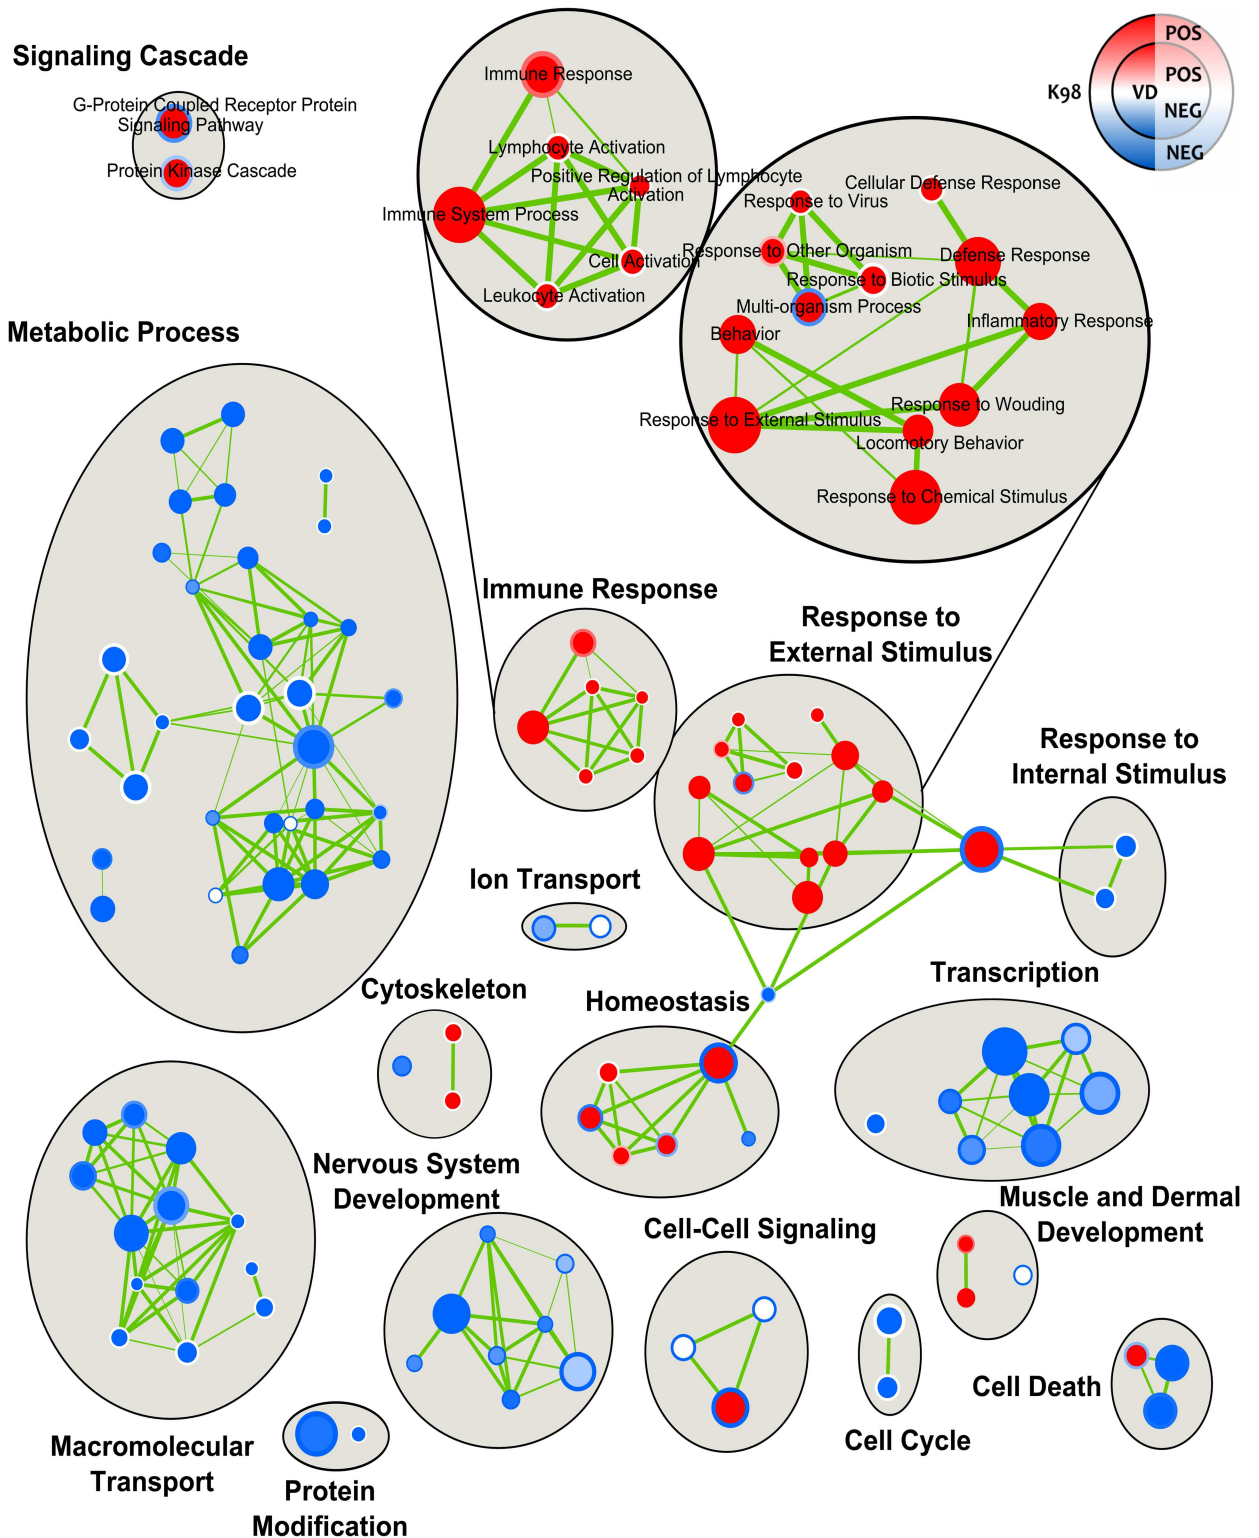 Signaling Cascade
G-Protein Coupled Receptor Protein
Signaling Pathway
Protein Kinase Cascade
Immune Response
Lymphocyte Activation
Positive Regulation of Lymphocyte
Activation
Immune System Process
Cell Activation
Leukocyte Activation
K98
VD
POS
POS
NEG
NEG
Cellular Defense Response
Response to Virus
Response to Other Organism
Defense Response
Response to Biotic Stimulus
Multi-organism Process
Inflammatory Response
Behavior
Response to Wouding
Response to External Stimulus
Locomotory Behavior
Response to Chemical Stimulus
Metabolic Process
Immune Response
Response to
External Stimulus
Response to
Internal Stimulus
Ion Transport
Transcription
Cytoskeleton
Homeostasis
Nervous System
Development
Muscle and Dermal
Development
Cell-Cell Signaling
Cell Death
Cell Cycle
Macromolecular
Transport
Protein
Modification